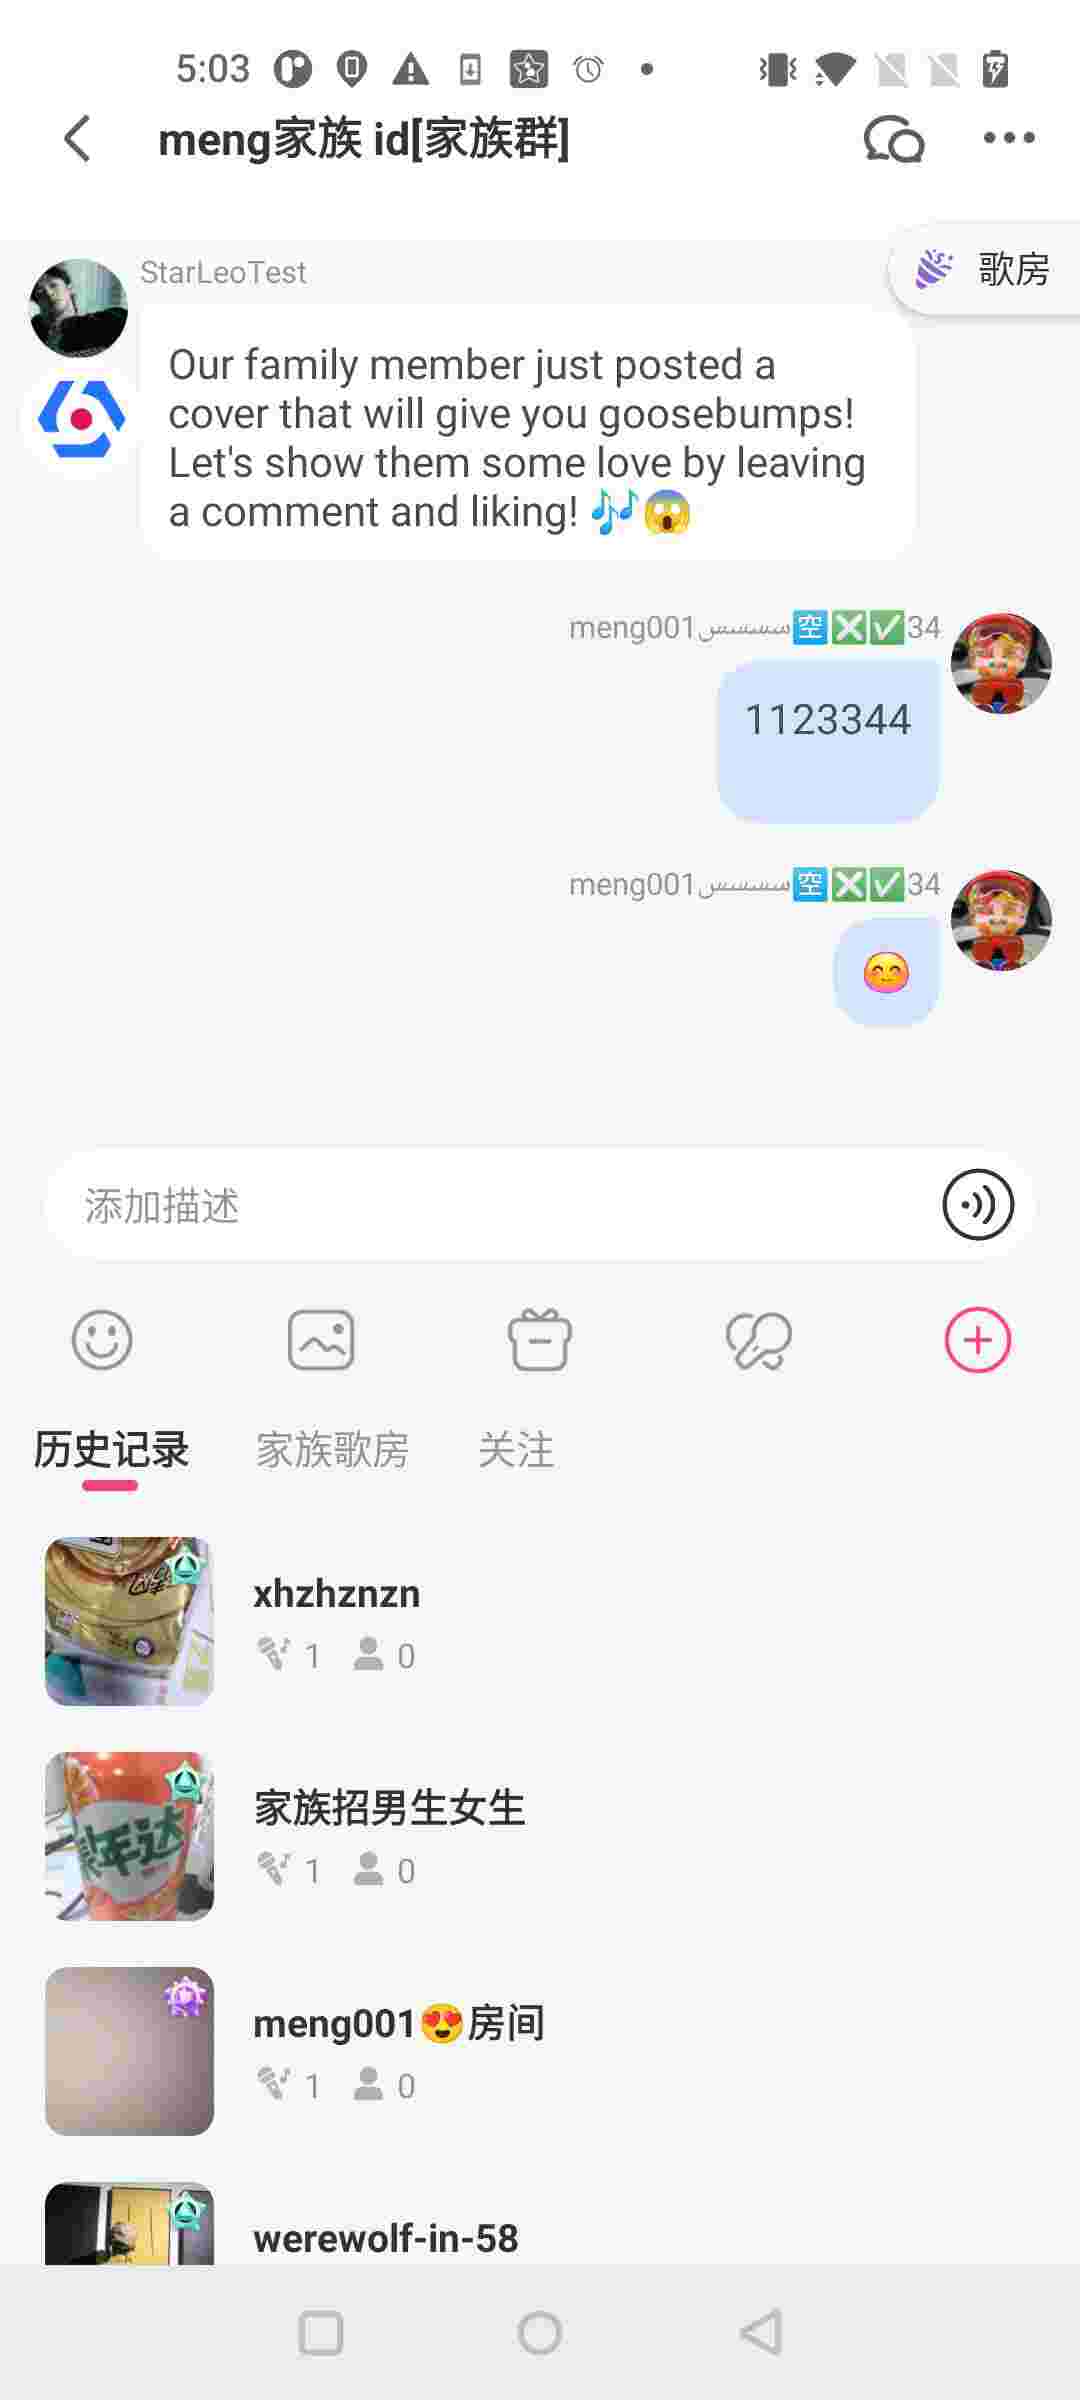 5:03
meng家族 id[家族群]
歌房
StarLeoTest
Our family member just posted a
cover that will give you goosebumps!
Let's show them some love by leaving
a comment and liking! 🎶😱
meng001سسسس🈳❎✅34
1123344
meng001سسسس🈳❎✅34
😊
添加描述
历史记录 家族歌房 关注
xhzhznzn
1 0
家族招男生女生
1 0
meng001😍房间
1 0
werewolf-in-58